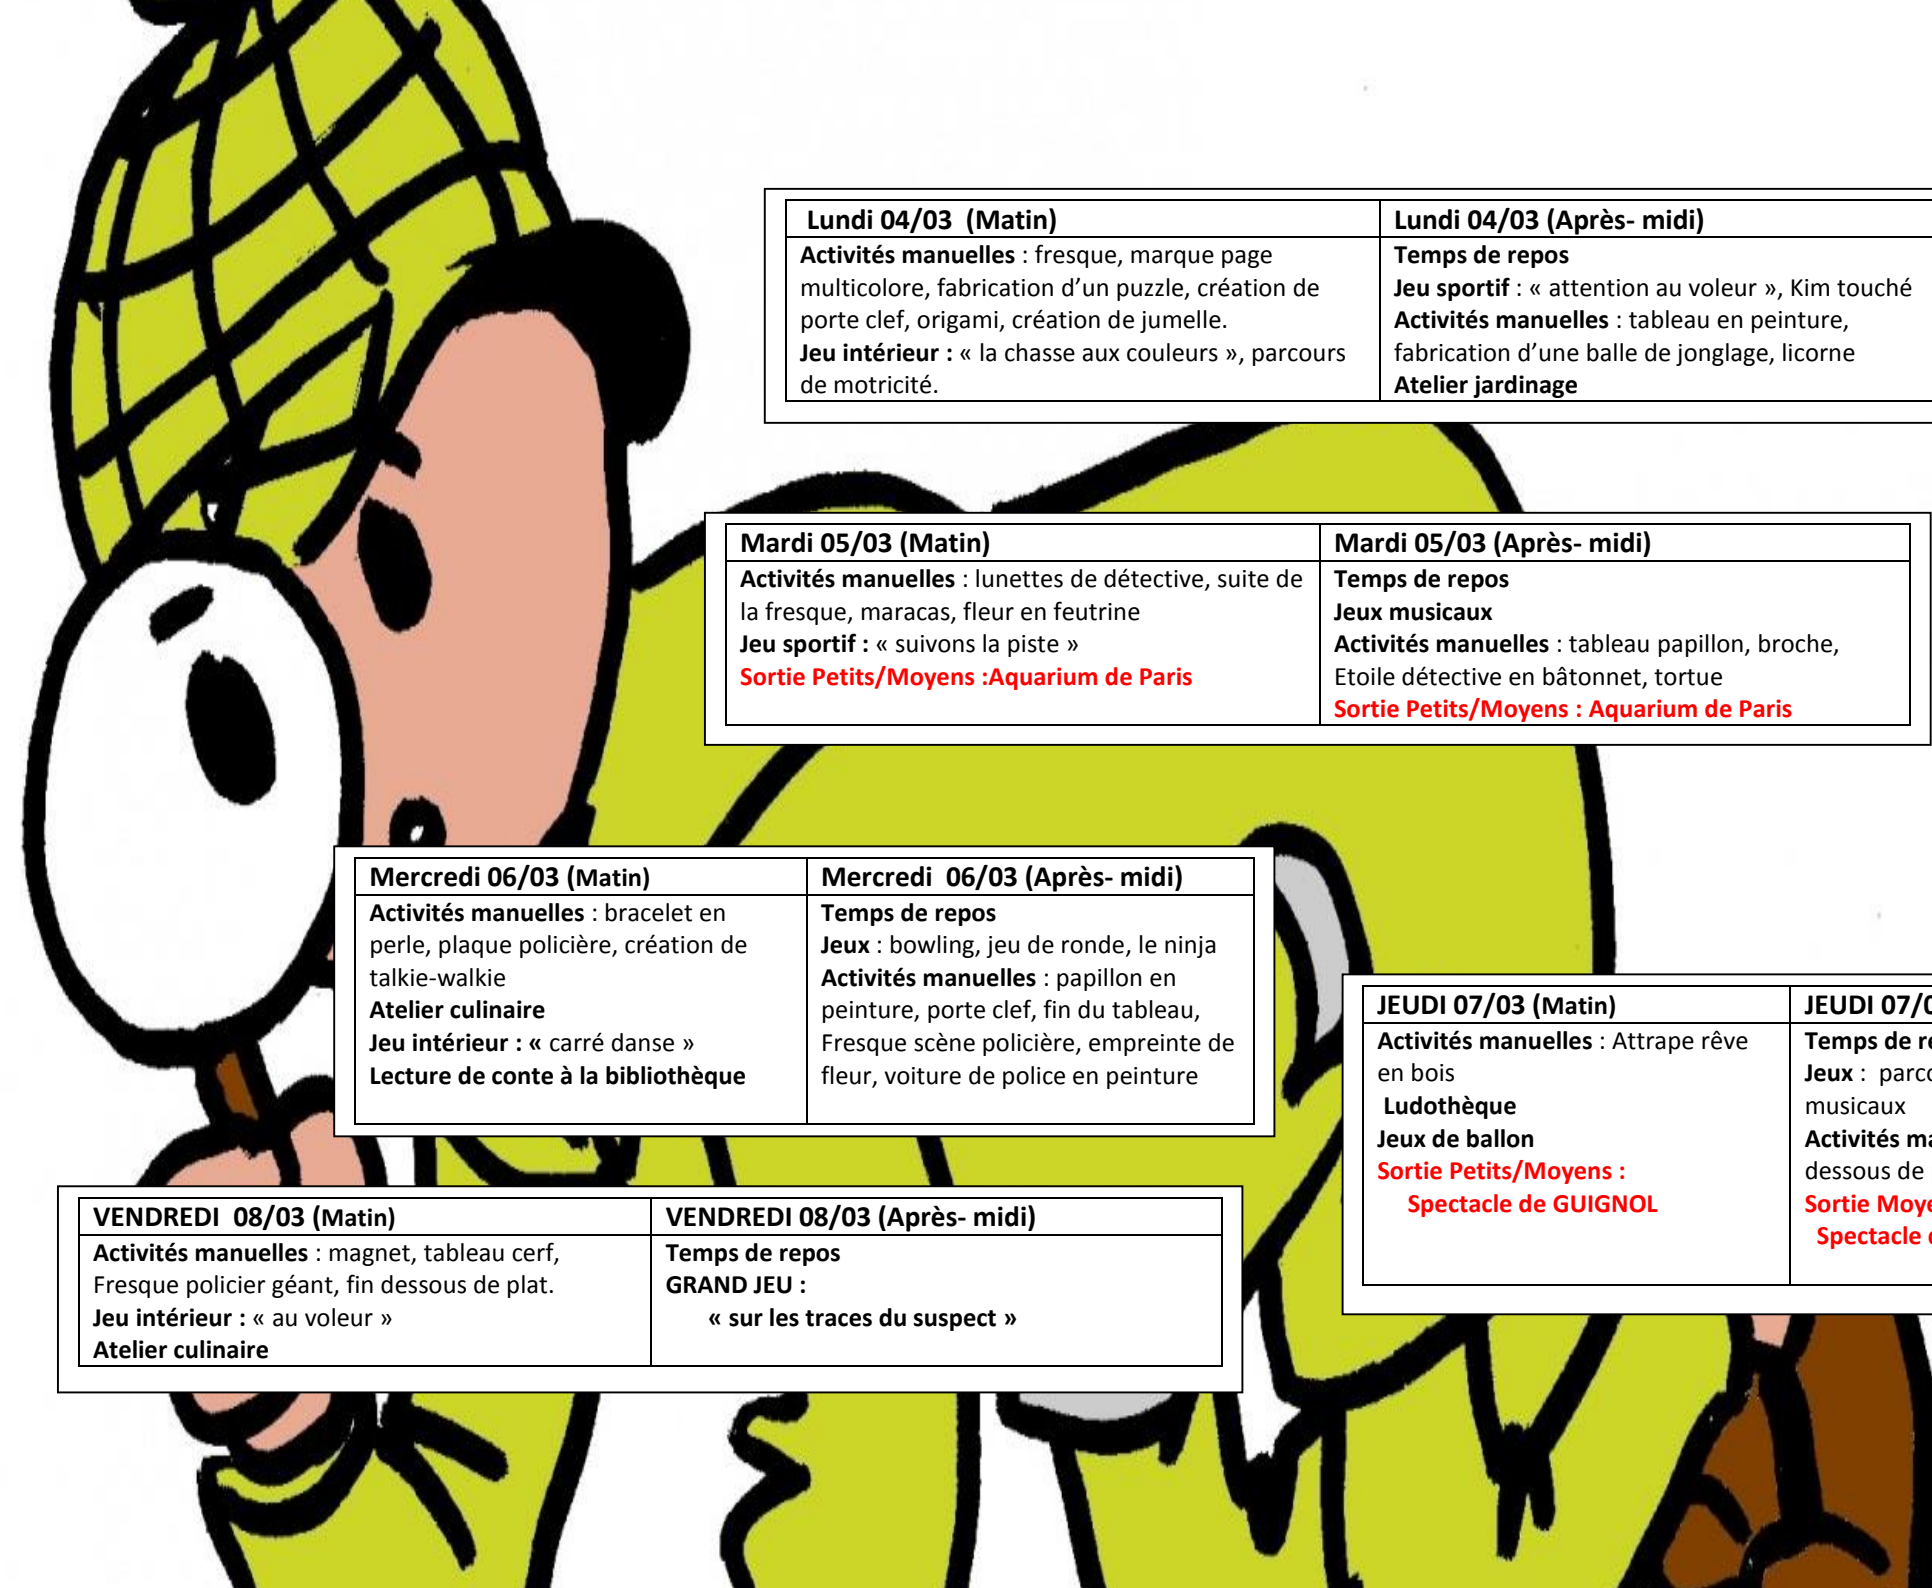 Lundi 04/03 (Matin)
Activités manuelles : fresque, marque page
multicolore, fabrication d'un puzzle, création de
porte clef, origami, création de jumelle.
Jeu intérieur : « la chasse aux couleurs », parcours
de motricité.
Lundi 04/03 (Après- midi)
Temps de repos
Jeu sportif : « attention au voleur », Kim touché
Activités manuelles : tableau en peinture,
fabrication d'une balle de jonglage, licorne
Atelier jardinage
Mardi 05/03 (Matin)
Activités manuelles : lunettes de détective, suite de
la fresque, maracas, fleur en feutrine
Jeu sportif : « suivons la piste »
Sortie Petits/Moyens :Aquarium de Paris
Mardi 05/03 (Après- midi)
Temps de repos
Jeux musicaux
Activités manuelles : tableau papillon, broche,
Etoile détective en bâtonnet, tortue
Sortie Petits/Moyens : Aquarium de Paris
Mercredi 06/03 (Matin)
Activités manuelles : bracelet en
perle, plaque policière, création de
talkie-walkie
Atelier culinaire
Jeu intérieur : « carré danse »
Lecture de conte à la bibliothèque
Mercredi 06/03 (Après- midi)
Temps de repos
Jeux : bowling, jeu de ronde, le ninja
Activités manuelles : papillon en
peinture, porte clef, fin du tableau,
Fresque scène policière, empreinte de
fleur, voiture de police en peinture
JEUDI 07/03 (Matin)
Activités manuelles : Attrape rêve
en bois
Ludothèque
Jeux de ballon
Sortie Petits/Moyens :
Spectacle de GUIGNOL
JEUDI
Temps de
Jeux :
musicaux
Activités
dessous de
Sortie
Spectacle
VENDREDI 08/03 (Matin)
Activités manuelles : magnet, tableau cerf,
Fresque policier géant, fin dessous de plat.
Jeu intérieur : « au voleur »
Atelier culinaire
VENDREDI 08/03 (Après- midi)
Temps de repos
GRAND JEU :
« sur les traces du suspect »